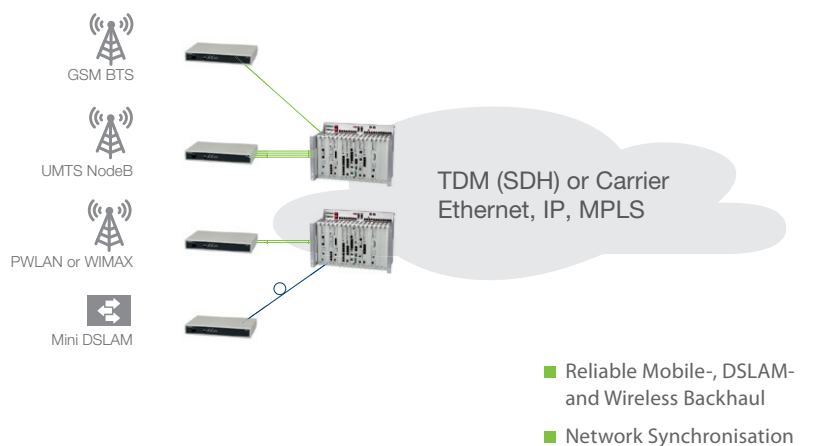 GSM BTS
UMTS NodeB
PWLAN or WIMAX
Mini DSLAM
TDM (SDH) or Carrier
Ethernet, IP, MPLS
Reliable Mobile-, DSLAM-
and Wireless Backhaul
Network Synchronisation